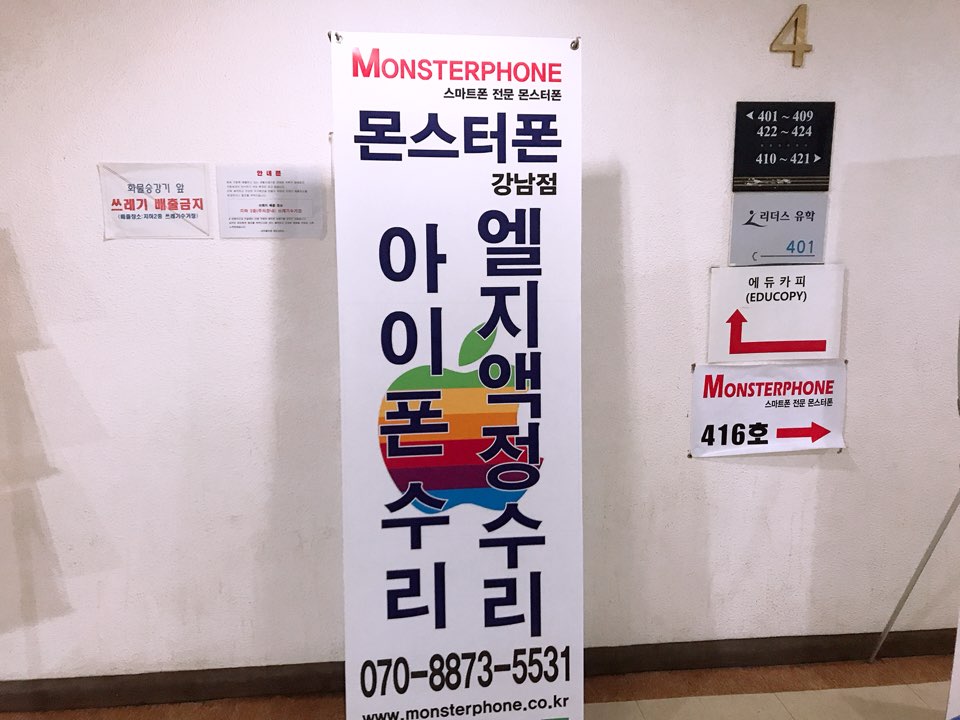 MONSTERPHONE
스마트폰 전문 몬스터폰
몬스터폰
강남점
아이폰수리
엘지액정수리
070-8873-5531
www.monsterphone.co.kr
화물승강기 앞
쓰레기 배출금지
안내문
4
401 ~ 409
422 ~ 424
410 ~ 421
리더스 유학
401
에듀카피
(EDUCOPY)
MONSTERPHONE
스마트폰 전문 몬스터폰
416호